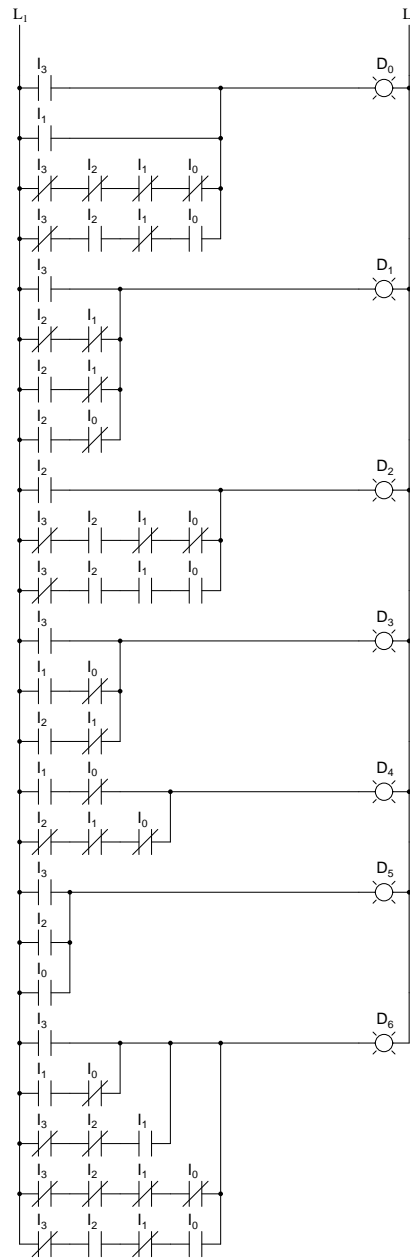 L₁ L
I₃ D₀
I₁
I₃ I₂ I₁ I₀
I₃ I₂ I₁ I₀
I₃ D₁
I₂ I₁
I₂ I₁
I₂ I₀
I₂ D₂
I₃ I₂ I₁ I₀
I₃ I₂ I₁ I₀
I₃ D₃
I₁ I₀
I₂ I₁
I₁ I₀ D₄
I₂ I₁ I₀
I₃ D₅
I₂
I₀
I₃ D₆
I₁ I₀
I₃ I₂ I₁
I₃ I₂ I₁ I₀
I₃ I₂ I₁ I₀